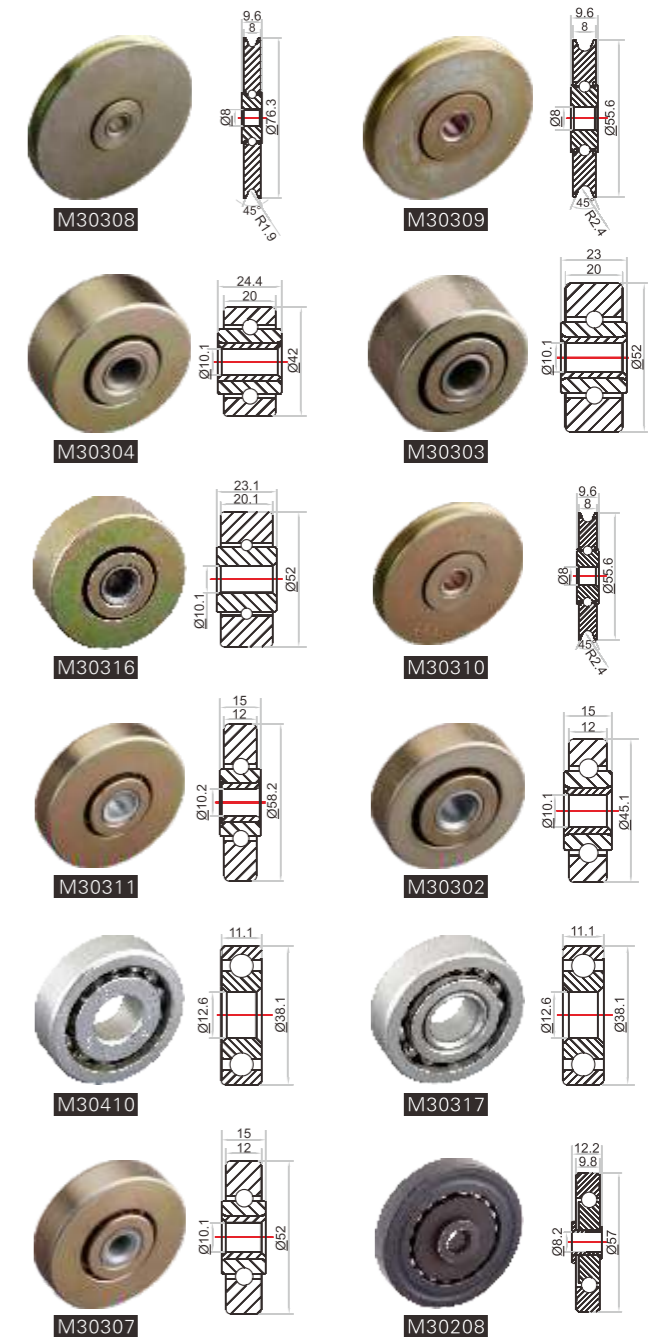 9.6
8
Ø8
Ø76.3
45°
R1.9
M30308
9.6
8
Ø8
Ø55.6
45°
R2.4
M30309
24.4
20
Ø10.1
Ø42
M30304
23
20
Ø10.1
Ø52
M30303
23.1
20.1
Ø10.1
Ø52
M30316
9.6
8
Ø8
Ø55.6
45°
R2.4
M30310
15
12
Ø10.2
Ø58.2
M30311
15
12
Ø10.1
Ø45.1
M30302
11.1
Ø12.6
Ø38.1
M30410
11.1
Ø12.6
Ø38.1
M30317
15
12
Ø10.1
Ø52
M30307
12.2
9.8
Ø8.2
Ø57
M30208